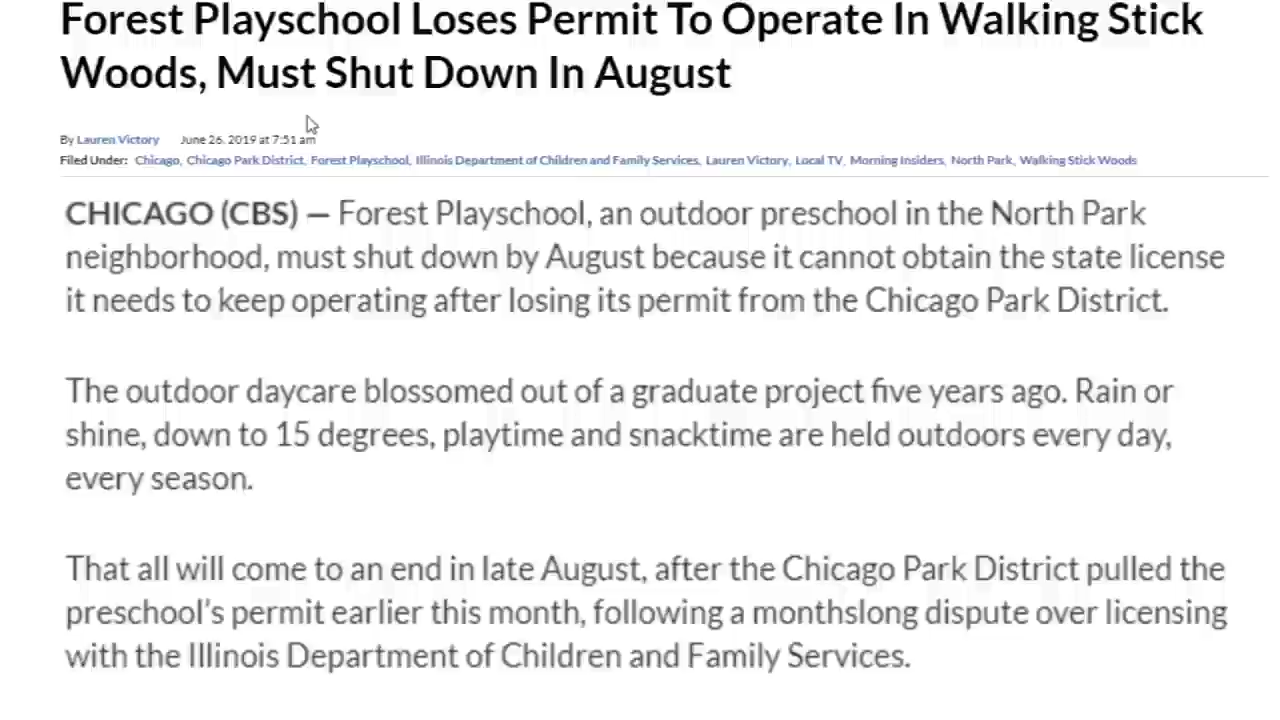 Forest Playschool Loses Permit To Operate In Walking Stick
Woods, Must Shut Down In August
By Lauren Victory June 26, 2019 at 7:51 am
Filed Under: Chicago, Chicago Park District, Forest Playschool, Illinois Department of Children and Family Services, Lauren Victory, Local TV, Morning Insiders, North Park, Walking Stick Woods
CHICAGO (CBS) — Forest Playschool, an outdoor preschool in the North Park
neighborhood, must shut down by August because it cannot obtain the state license
it needs to keep operating after losing its permit from the Chicago Park District.
The outdoor daycare blossomed out of a graduate project five years ago. Rain or
shine, down to 15 degrees, playtime and snacktime are held outdoors every day,
every season.
That all will come to an end in late August, after the Chicago Park District pulled the
preschool's permit earlier this month, following a monthslong dispute over licensing
with the Illinois Department of Children and Family Services.